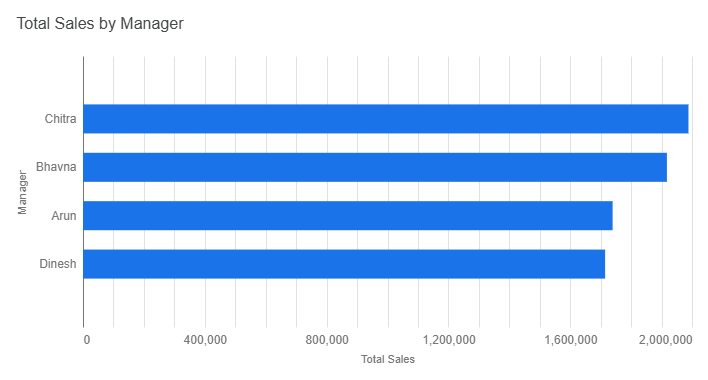 Total Sales by Manager
Chitra
Bhavna
Arun
Dinesh
Manager
0 400,000 800,000 1,200,000 1,600,000 2,000,000
Total Sales